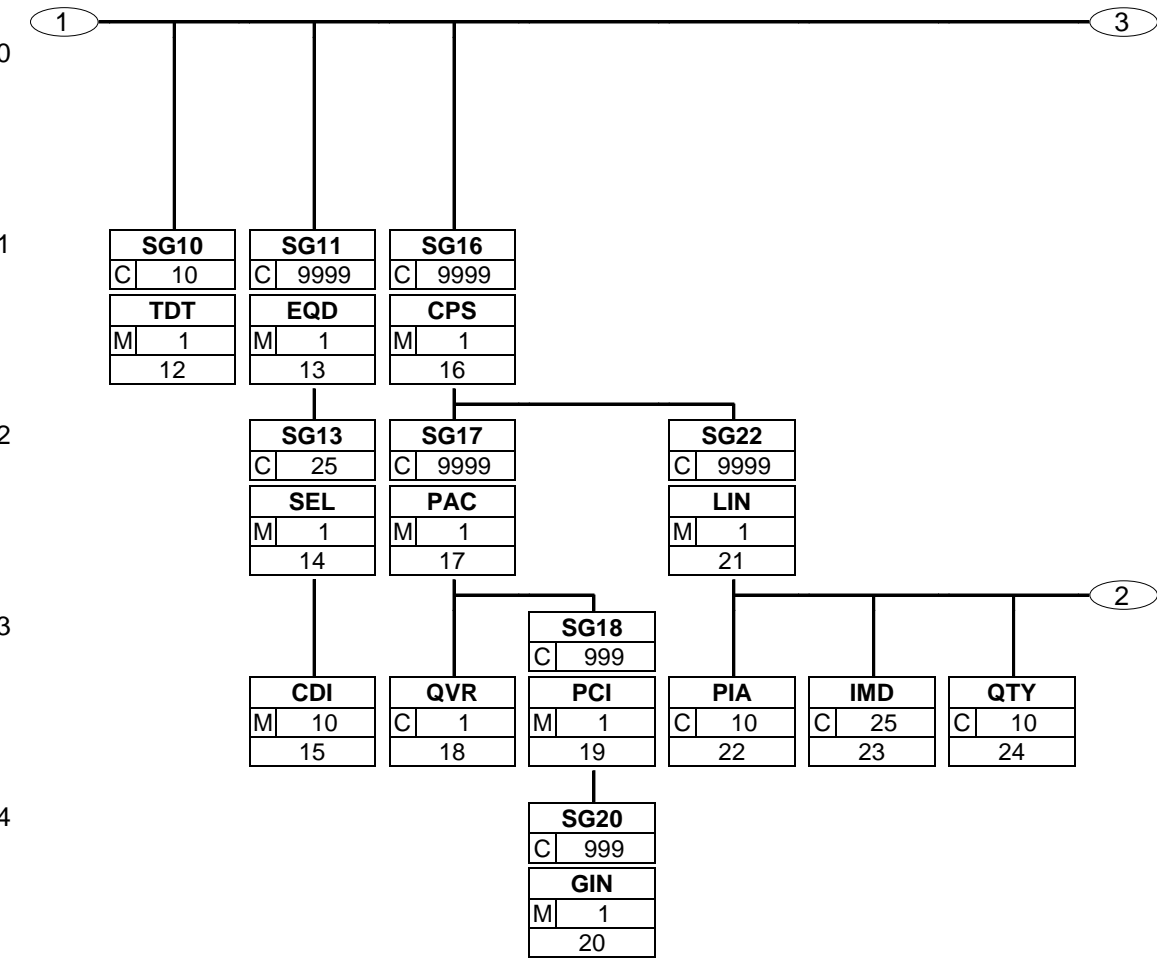 1 3
0
1
SG10 SG11 SG16
C 10 C 9999 C 9999
TDT EQD CPS
M 1 M 1 M 1
12 13 16
2
SG13 SG17 SG22
C 25 C 9999 C 9999
SEL PAC LIN
M 1 M 1 M 1
14 17 21
2
3
SG18
C 999
CDI QVR PCI PIA IMD QTY
M 10 C 1 M 1 C 10 C 25 C 10
15 18 19 22 23 24
4
SG20
C 999
GIN
M 1
20